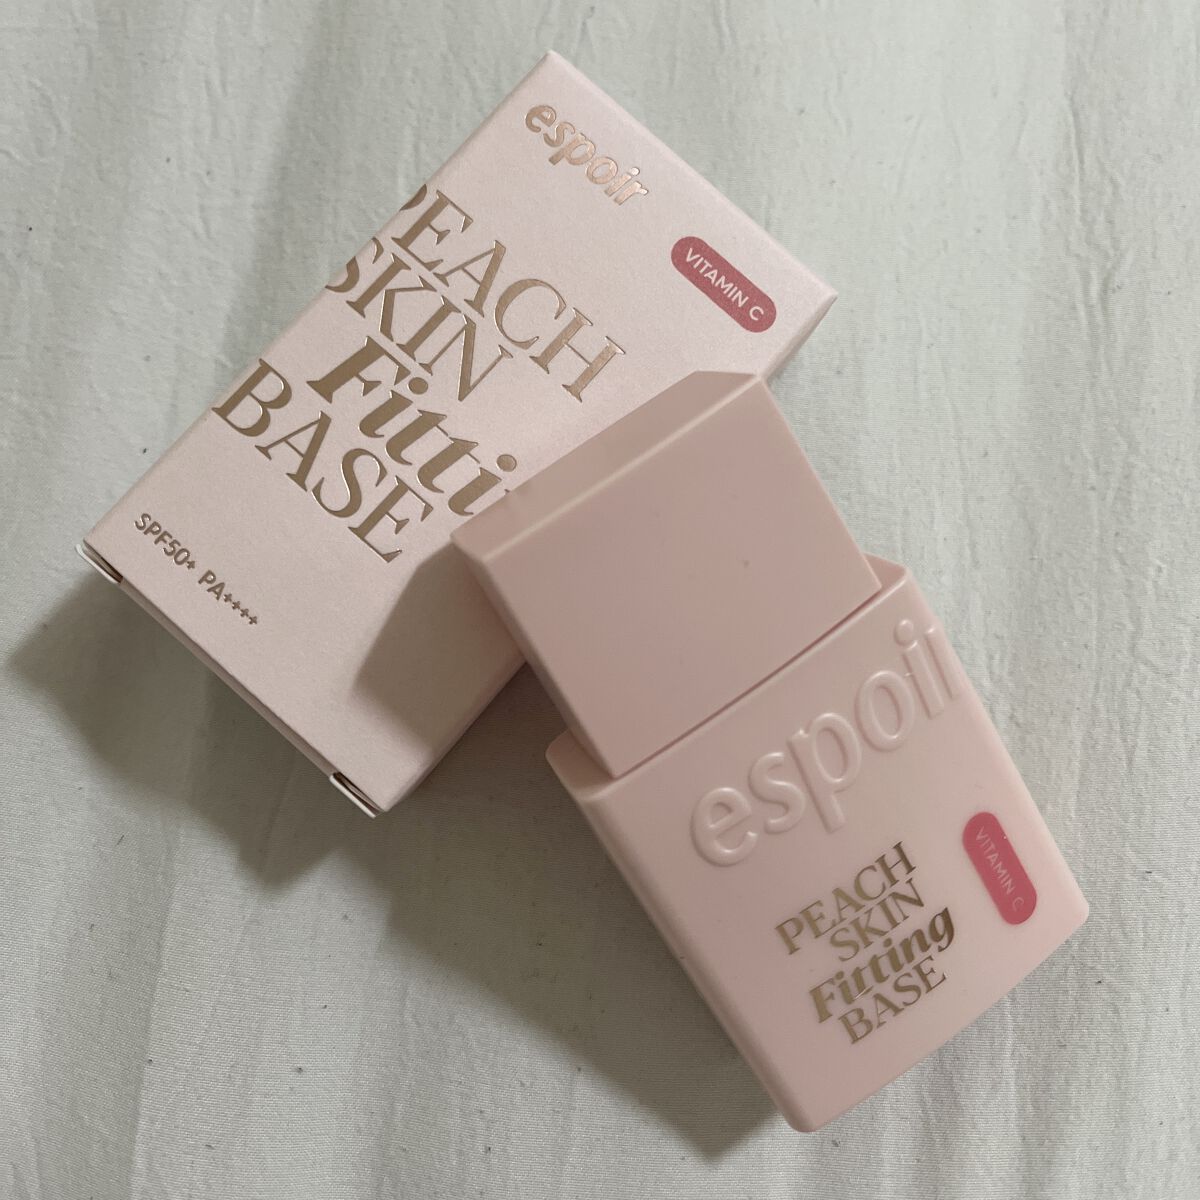 espoir
VITAMIN C
PEACH
SKIN
Fitti
BASE
SPF50+ PA++++
espoir
VITAMIN C
PEACH
SKIN
Fitting
BASE